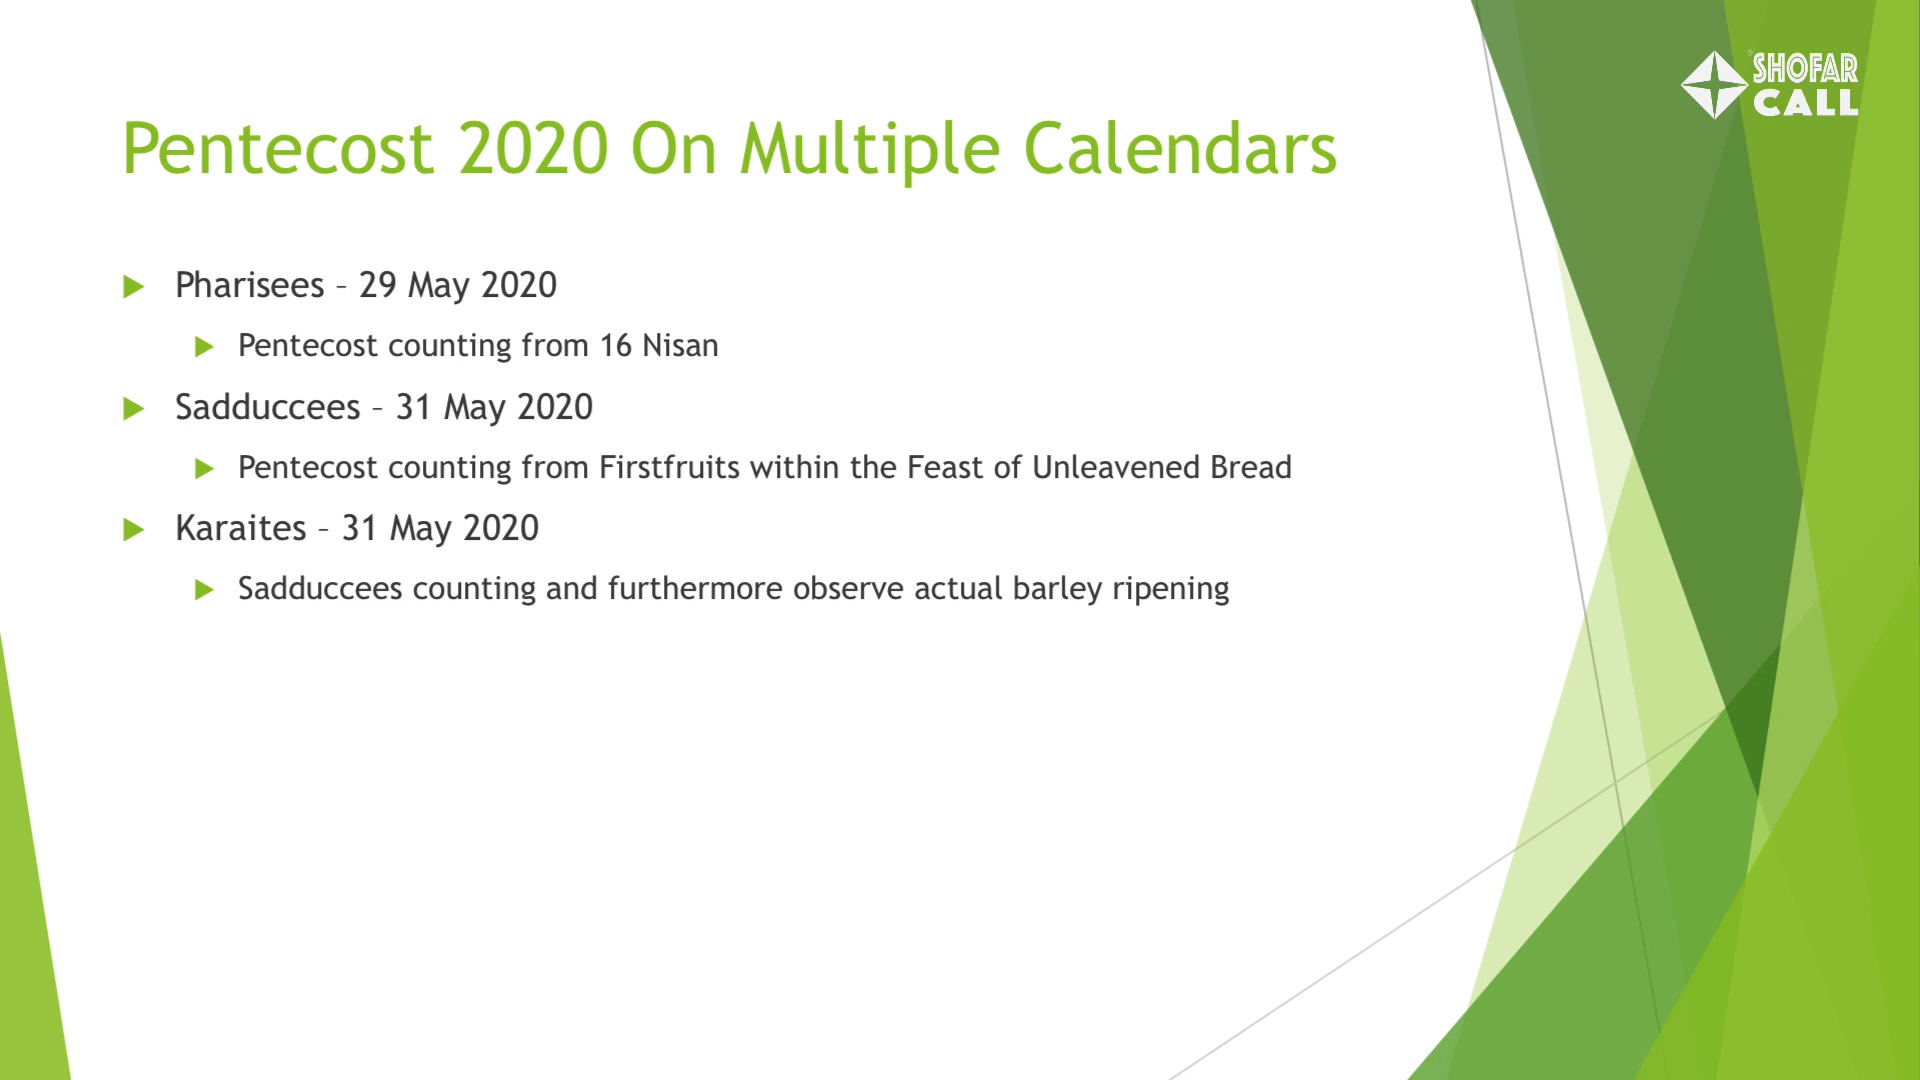 SHOFAR
CALL
Pentecost 2020 On Multiple Calendars
Pharisees – 29 May 2020
Pentecost counting from 16 Nisan
Sadduccees – 31 May 2020
Pentecost counting from Firstfruits within the Feast of Unleavened Bread
Karaites – 31 May 2020
Sadduccees counting and furthermore observe actual barley ripening